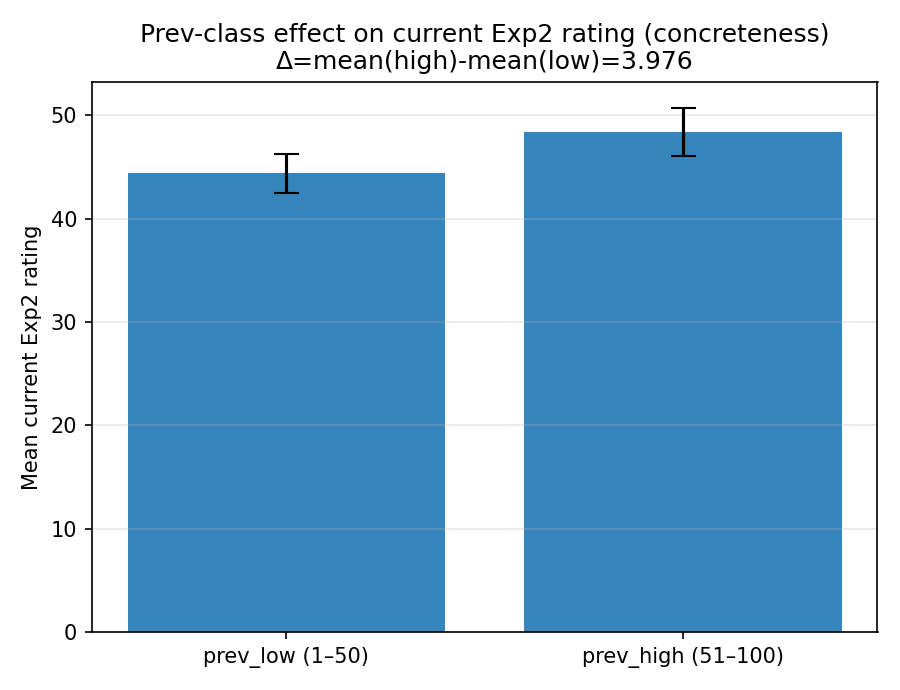 Prev-class effect on current Exp2 rating (concreteness)
Δ=mean(high)-mean(low)=3.976
Mean current Exp2 rating
50
40
30
20
10
0
prev_low (1–50)
prev_high (51–100)